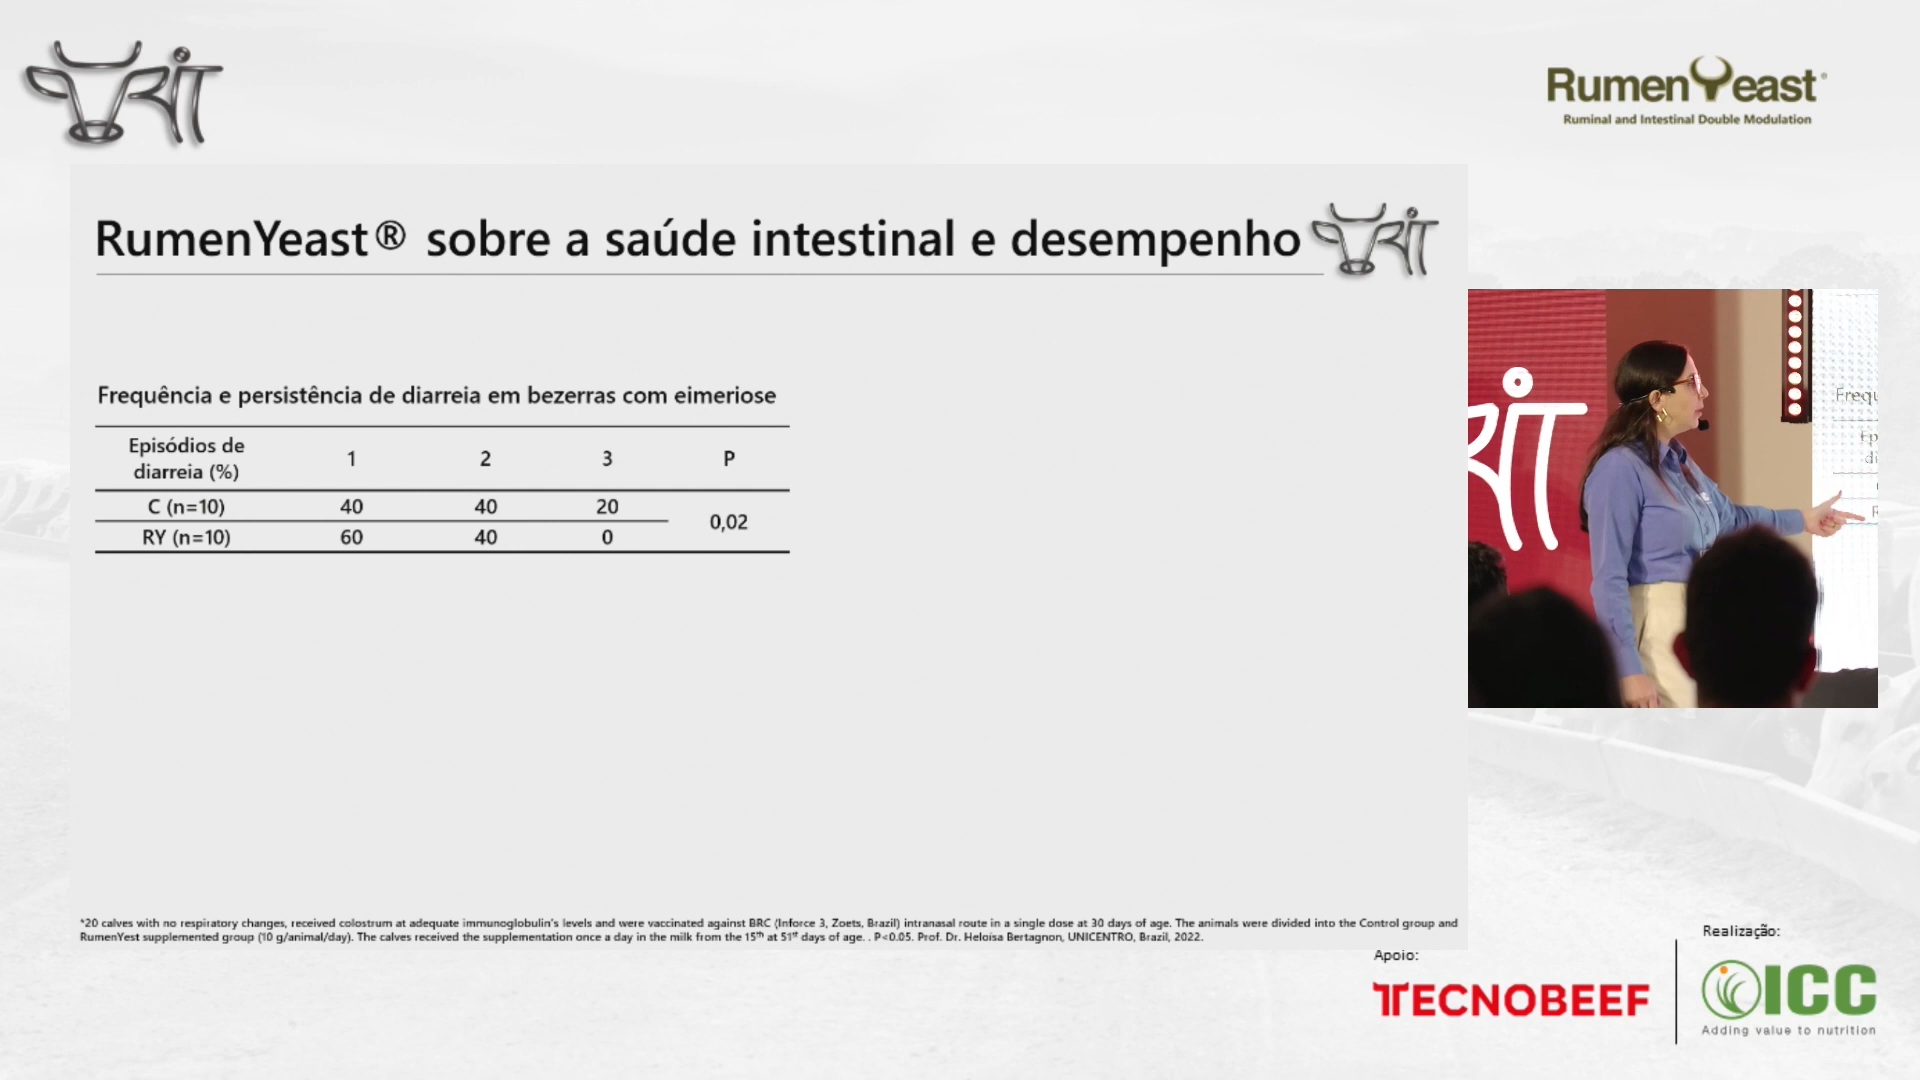 RIT
RumenYeast®
Ruminal and Intestinal Double Modulation
RumenYeast® sobre a saúde intestinal e desempenho
RIT
Frequência e persistência de diarreia em bezerras com eimeriose
Episódios de diarreia (%) 1 2 3 P
C (n=10) 40 40 20 0,02
RY (n=10) 60 40 0
*20 calves with no respiratory changes, received colostrum at adequate immunoglobulin's levels and were vaccinated against BRC (Inforce 3, Zoets, Brazil) intranasal route in a single dose at 30 days of age. The animals were divided into the Control group and
RumenYest supplemented group (10 g/animal/day). The calves received the supplementation once a day in the milk from the 15th at 51st days of age. . P<0.05. Prof. Dr. Heloisa Bertagnon, UNICENTRO, Brazil, 2022.
RIT
Frequ
Ep
di
R
Apoio:
TECNOBEEF
Realização:
ICC
Adding value to nutrition